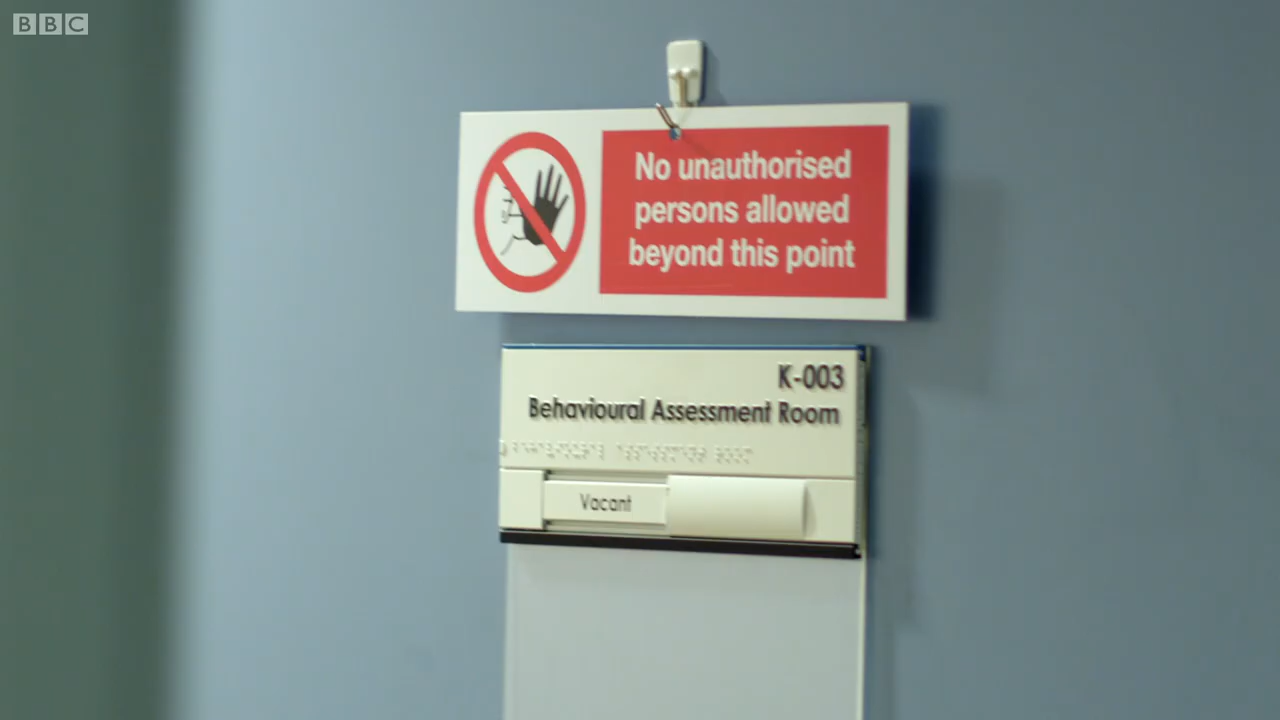 BBC
No unauthorised
persons allowed
beyond this point
K-003
Behavioural Assessment Room
Vacant